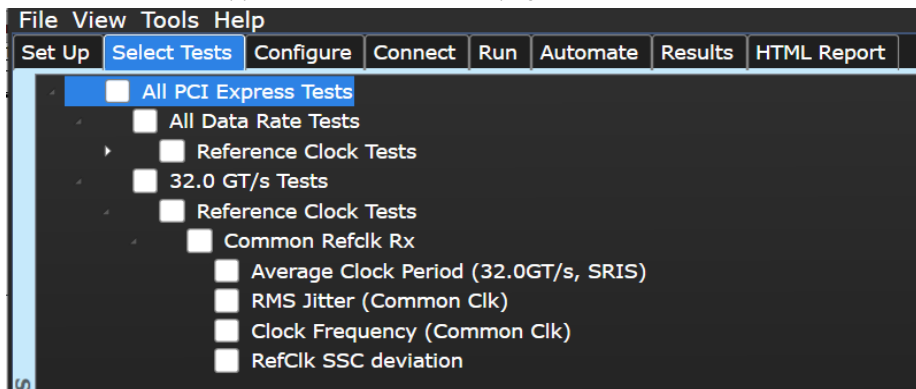 File View Tools Help
Set Up Select Tests Configure Connect Run Automate Results HTML Report
All PCI Express Tests
All Data Rate Tests
Reference Clock Tests
32.0 GT/s Tests
Reference Clock Tests
Common Refclk Rx
Average Clock Period (32.0GT/s, SRIS)
RMS Jitter (Common Clk)
Clock Frequency (Common Clk)
RefClk SSC deviation